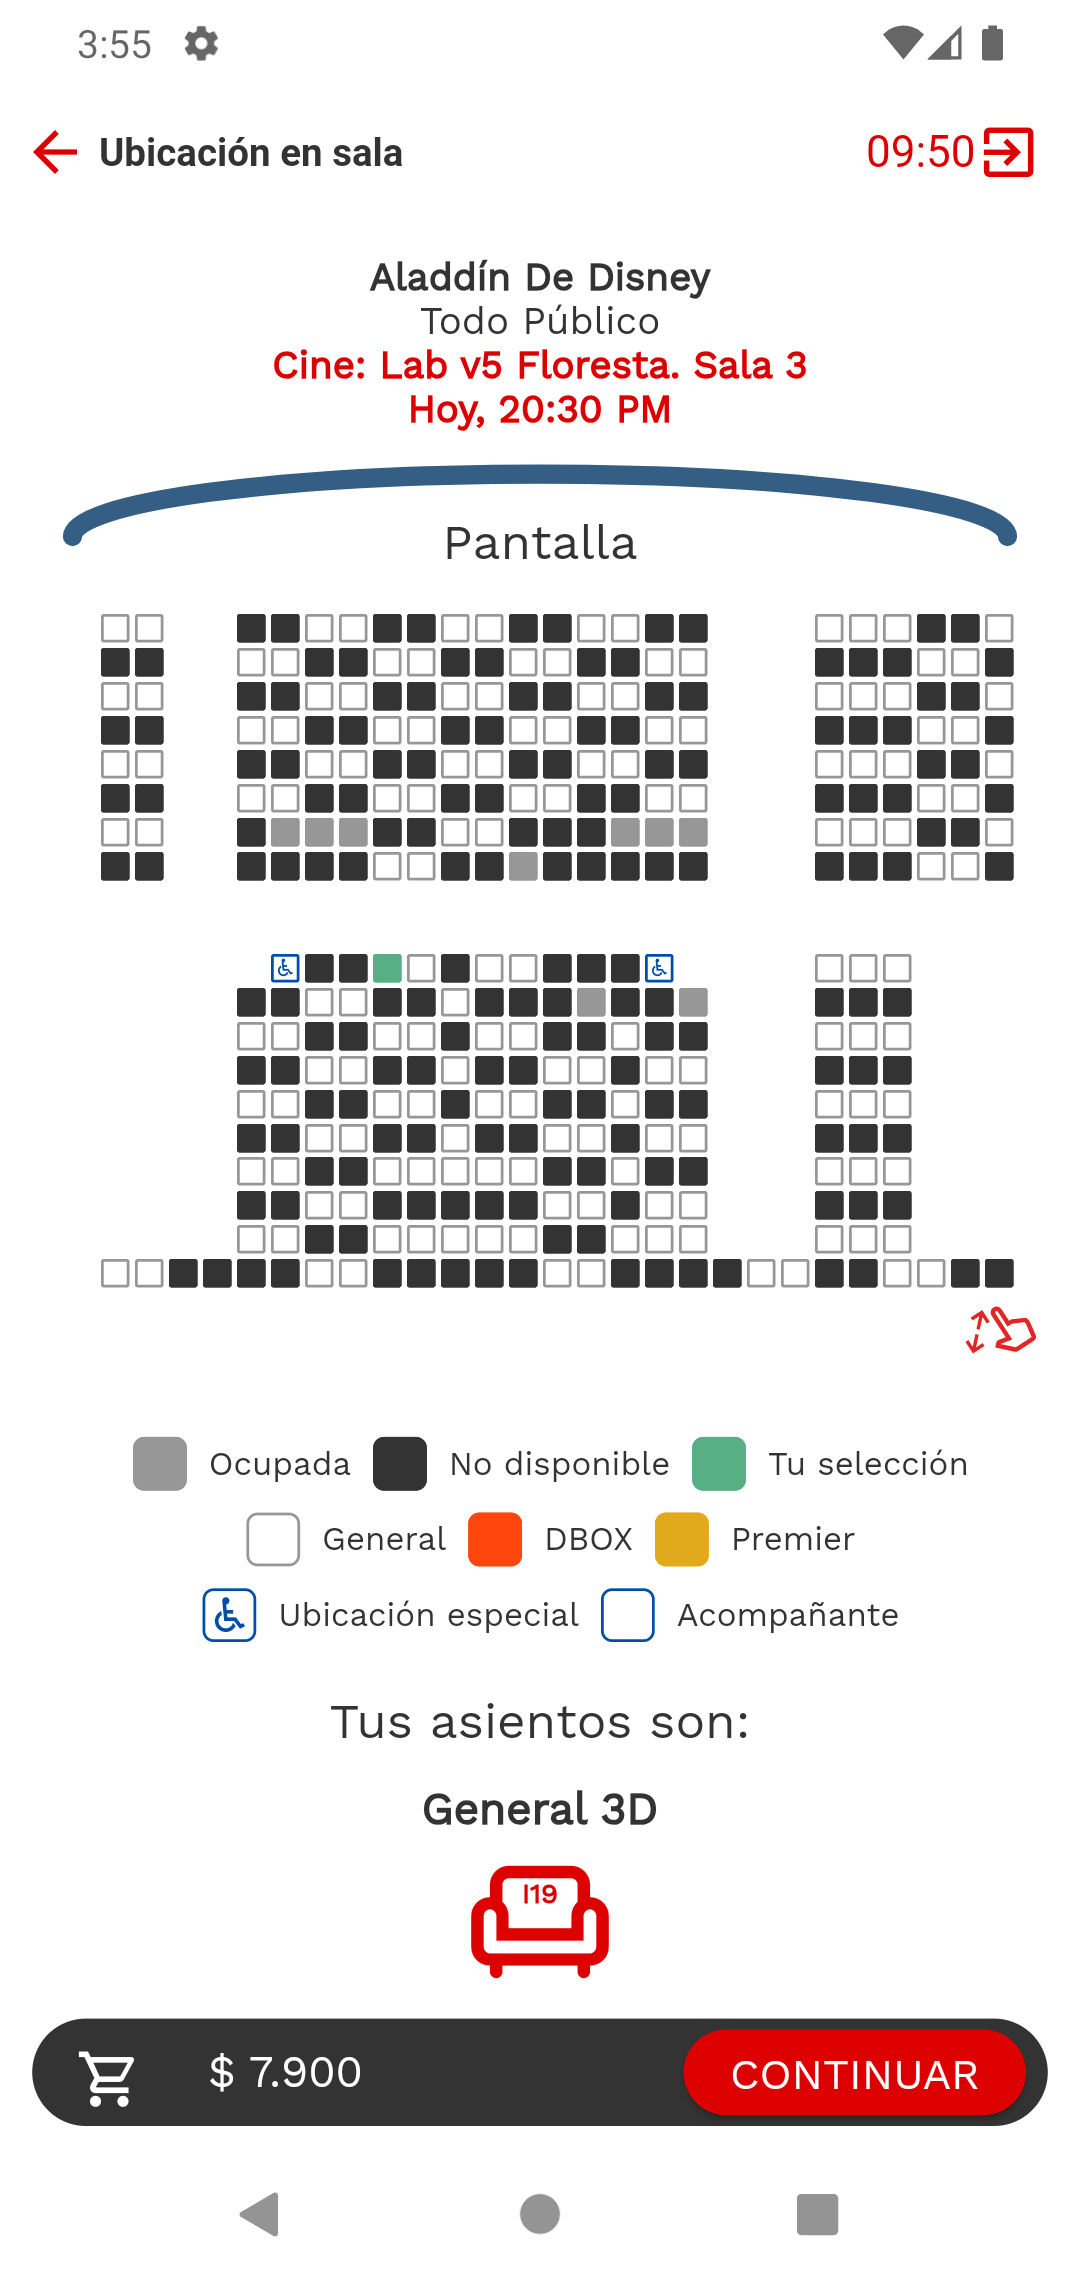 3:55
Ubicación en sala
09:50
Aladdín De Disney
Todo Público
Cine: Lab v5 Floresta. Sala 3
Hoy, 20:30 PM
Pantalla
Ocupada No disponible Tu selección
General DBOX Premier
Ubicación especial Acompañante
Tus asientos son:
General 3D
I19
$ 7.900 CONTINUAR